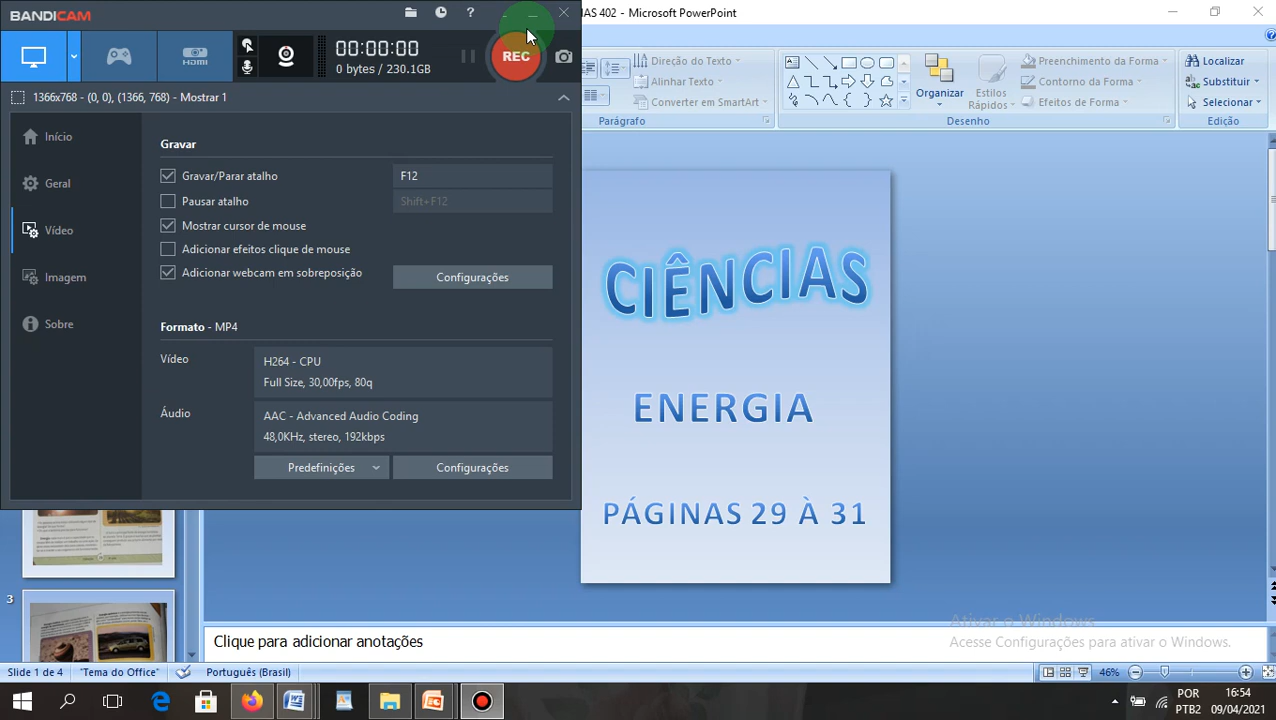 BANDICAM
?
HDMI
00:00:00
0 bytes / 230.1GB
REC
1366x768 - (0, 0), (1365, 768) - Mostrar 1
Início
Geral
Vídeo
Imagem
Sobre
Gravar
Gravar/Parar atalho
F12
Pausar atalho
Shift+F12
Mostrar cursor de mouse
Adicionar efeitos clique de mouse
Adicionar webcam em sobreposição
Configurações
Formato - MP4
Vídeo
H264 - CPU
Full Size, 30,00fps, 80q
Áudio
AAC - Advanced Audio Coding
48,0KHz, stereo, 192kbps
Predefinições
Configurações
AS 402 - Microsoft PowerPoint
Direção do Texto
Alinhar Texto
Converter em SmartArt
Parágrafo
Organizar
Estilos
Rápidos
Preenchimento da Forma
Contorno da Forma
Efeitos de Forma
Desenho
Localizar
Substituir
Selecionar
Edição
CIÊNCIAS
ENERGIA
PÁGINAS 29 À 31
3
Clique para adicionar anotações
Ativar o Windows
Acesse Configurações para ativar o Windows.
Slide 1 de 4
"Tema do Office"
Português (Brasil)
46%
POR
PTB2
16:54
09/04/2021